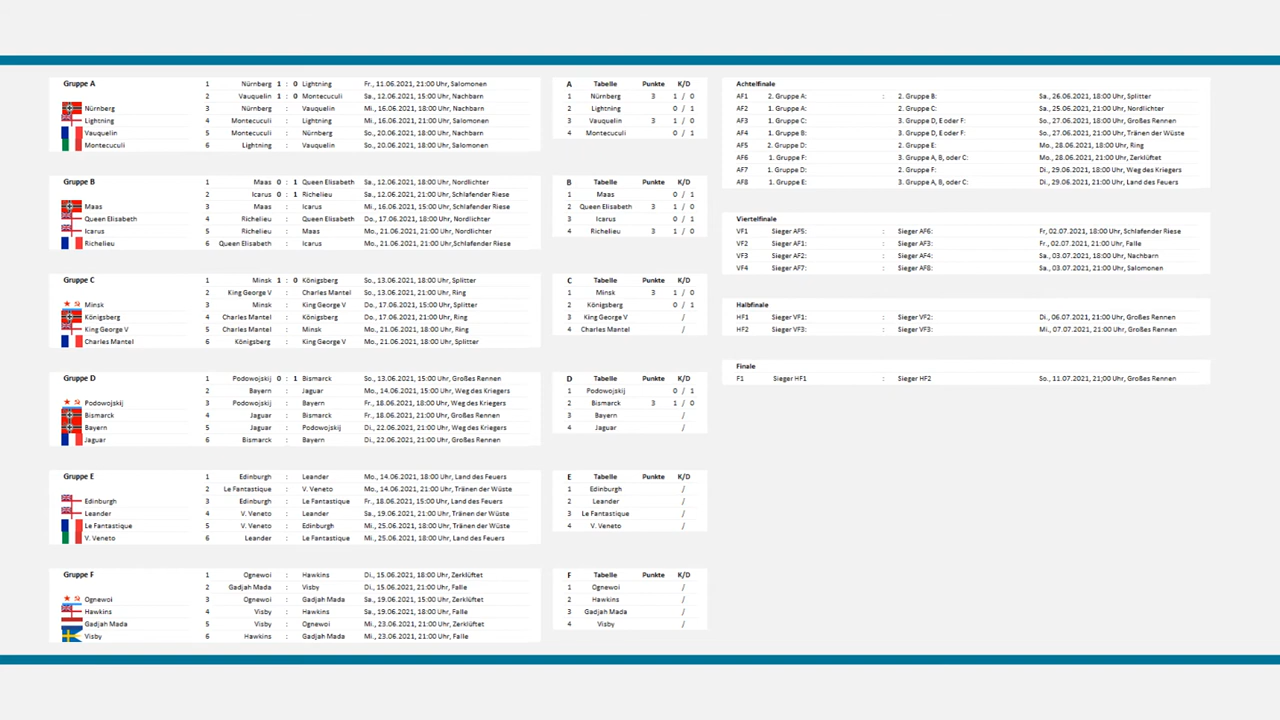 Gruppe A
1 Nürnberg 1 : 0 Lightning Fr., 11.06.2021, 21:00 Uhr, Salomonen
2 Vauquelin 1 : 0 Montecuculi Sa., 12.06.2021, 15:00 Uhr, Nachbarn
Nürnberg 3 Nürnberg : Vauquelin Mi., 16.06.2021, 18:00 Uhr, Nachbarn
Lightning 4 Montecuculi : Lightning Mi., 16.06.2021, 21:00 Uhr, Salomonen
Vauquelin 5 Montecuculi : Nürnberg So., 20.06.2021, 18:00 Uhr, Nachbarn
Montecuculi 6 Lightning : Vauquelin So., 20.06.2021, 18:00 Uhr, Salomonen
Gruppe B
1 Maas 0 : 1 Queen Elisabeth Sa., 12.06.2021, 18:00 Uhr, Nordlichter
2 Icarus 0 : 1 Richelieu Sa., 12.06.2021, 21:00 Uhr, Schlafender Riese
Maas 3 Maas : Icarus Mi., 16.06.2021, 15:00 Uhr, Schlafender Riese
Queen Elisabeth 4 Richelieu : Queen Elisabeth Do., 17.06.2021, 18:00 Uhr, Nordlichter
Icarus 5 Richelieu : Maas Mo., 21.06.2021, 21:00 Uhr, Nordlichter
Richelieu 6 Queen Elisabeth : Icarus Mo., 21.06.2021, 21:00 Uhr,Schlafender Riese
Gruppe C
1 Minsk 1 : 0 Königsberg So., 13.06.2021, 18:00 Uhr, Splitter
2 King George V : Charles Mantel So., 13.06.2021, 21:00 Uhr, Ring
Minsk 3 Minsk : King George V Do., 17.06.2021, 15:00 Uhr, Splitter
Königsberg 4 Charles Mantel : Königsberg Do., 17.06.2021, 21:00 Uhr, Ring
King George V 5 Charles Mantel : Minsk Mo., 21.06.2021, 18:00 Uhr, Ring
Charles Mantel 6 Königsberg : King George V Mo., 21.06.2021, 18:00 Uhr, Splitter
Gruppe D
1 Podowojskij 0 : 1 Bismarck So., 13.06.2021, 15:00 Uhr, Großes Rennen
2 Bayern : Jaguar Mo., 14.06.2021, 15:00 Uhr, Weg des Kriegers
Podowojskij 3 Podowojskij : Bayern Fr., 18.06.2021, 18:00 Uhr, Weg des Kriegers
Bismarck 4 Jaguar : Bismarck Fr., 18.06.2021, 21:00 Uhr, Großes Rennen
Bayern 5 Jaguar : Podowojskij Di., 22.06.2021, 21:00 Uhr, Weg des Kriegers
Jaguar 6 Bismarck : Bayern Di., 22.06.2021, 21:00 Uhr, Großes Rennen
Gruppe E
1 Edinburgh : Leander Mo., 14.06.2021, 18:00 Uhr, Land des Feuers
2 Le Fantastique : V. Veneto Mo., 14.06.2021, 21:00 Uhr, Tränen der Wüste
Edinburgh 3 Edinburgh : Le Fantastique Fr., 18.06.2021, 15:00 Uhr, Land des Feuers
Leander 4 V. Veneto : Leander Sa., 19.06.2021, 21:00 Uhr, Tränen der Wüste
Le Fantastique 5 V. Veneto : Edinburgh Mi., 25.06.2021, 18:00 Uhr, Tränen der Wüste
V. Veneto 6 Leander : Le Fantastique Mi., 25.06.2021, 18:00 Uhr, Land des Feuers
Gruppe F
1 Ognewoi : Hawkins Di., 15.06.2021, 18:00 Uhr, Zerklüftet
2 Gadjah Mada : Visby Di., 15.06.2021, 21:00 Uhr, Falle
Ognewoi 3 Ognewoi : Gadjah Mada Sa., 19.06.2021, 15:00 Uhr, Zerklüftet
Hawkins 4 Visby : Hawkins Sa., 19.06.2021, 18:00 Uhr, Falle
Gadjah Mada 5 Visby : Ognewoi Mi., 23.06.2021, 21:00 Uhr, Zerklüftet
Visby 6 Hawkins : Gadjah Mada Mi., 23.06.2021, 21:00 Uhr, Falle
A Tabelle Punkte K/D
1 Nürnberg 3 1 / 0
2 Lightning 0 / 1
3 Vauquelin 3 1 / 0
4 Montecuculi 0 / 1
B Tabelle Punkte K/D
1 Maas 0 / 1
2 Queen Elisabeth 3 1 / 0
3 Icarus 0 / 1
4 Richelieu 3 1 / 0
C Tabelle Punkte K/D
1 Minsk 3 1 / 0
2 Königsberg 0 / 1
3 King George V /
4 Charles Mantel /
D Tabelle Punkte K/D
1 Podowojskij 0 / 1
2 Bismarck 3 1 / 0
3 Bayern /
4 Jaguar /
E Tabelle Punkte K/D
1 Edinburgh /
2 Leander /
3 Le Fantastique /
4 V. Veneto /
F Tabelle Punkte K/D
1 Ognewoi /
2 Hawkins /
3 Gadjah Mada /
4 Visby /
Achtelfinale
AF1 2. Gruppe A: : 2. Gruppe B: Sa., 26.06.2021, 18:00 Uhr, Splitter
AF2 1. Gruppe A: 2. Gruppe C: Sa., 25.06.2021, 21:00 Uhr, Nordlichter
AF3 1. Gruppe C: 3. Gruppe D, E oder F: So., 27.06.2021, 18:00 Uhr, Großes Rennen
AF4 1. Gruppe B: 3. Gruppe D, E oder F: So., 27.06.2021, 21:00 Uhr, Tränen der Wüste
AF5 2. Gruppe D: 2. Gruppe E: Mo., 28.06.2021, 18:00 Uhr, Ring
AF6 1. Gruppe F: 3. Gruppe A, B, oder C: Mo., 28.06.2021, 21:00 Uhr, Zerklüftet
AF7 1. Gruppe D: 2. Gruppe F: Di., 29.06.2021, 18:00 Uhr, Weg des Kriegers
AF8 1. Gruppe E: 3. Gruppe A, B, oder C: Di., 29.06.2021, 21:00 Uhr, Land des Feuers
Viertelfinale
VF1 Sieger AF5: : Sieger AF6: Fr, 02.07.2021, 18:00 Uhr, Schlafender Riese
VF2 Sieger AF1: : Sieger AF3: Fr., 02.07.2021, 21:00 Uhr, Falle
VF3 Sieger AF2: : Sieger AF4: Sa., 03.07.2021, 18:00 Uhr, Nachbarn
VF4 Sieger AF7: : Sieger AF8: Sa., 03.07.2021, 21:00 Uhr, Salomonen
Halbfinale
HF1 Sieger VF1: : Sieger VF2: Di., 06.07.2021, 21:00 Uhr, Großes Rennen
HF2 Sieger VF3: : Sieger VF3: Mi., 07.07.2021, 21:00 Uhr, Großes Rennen
Finale
F1 Sieger HF1 : Sieger HF2 So., 11.07.2021, 21;00 Uhr, Großes Rennen